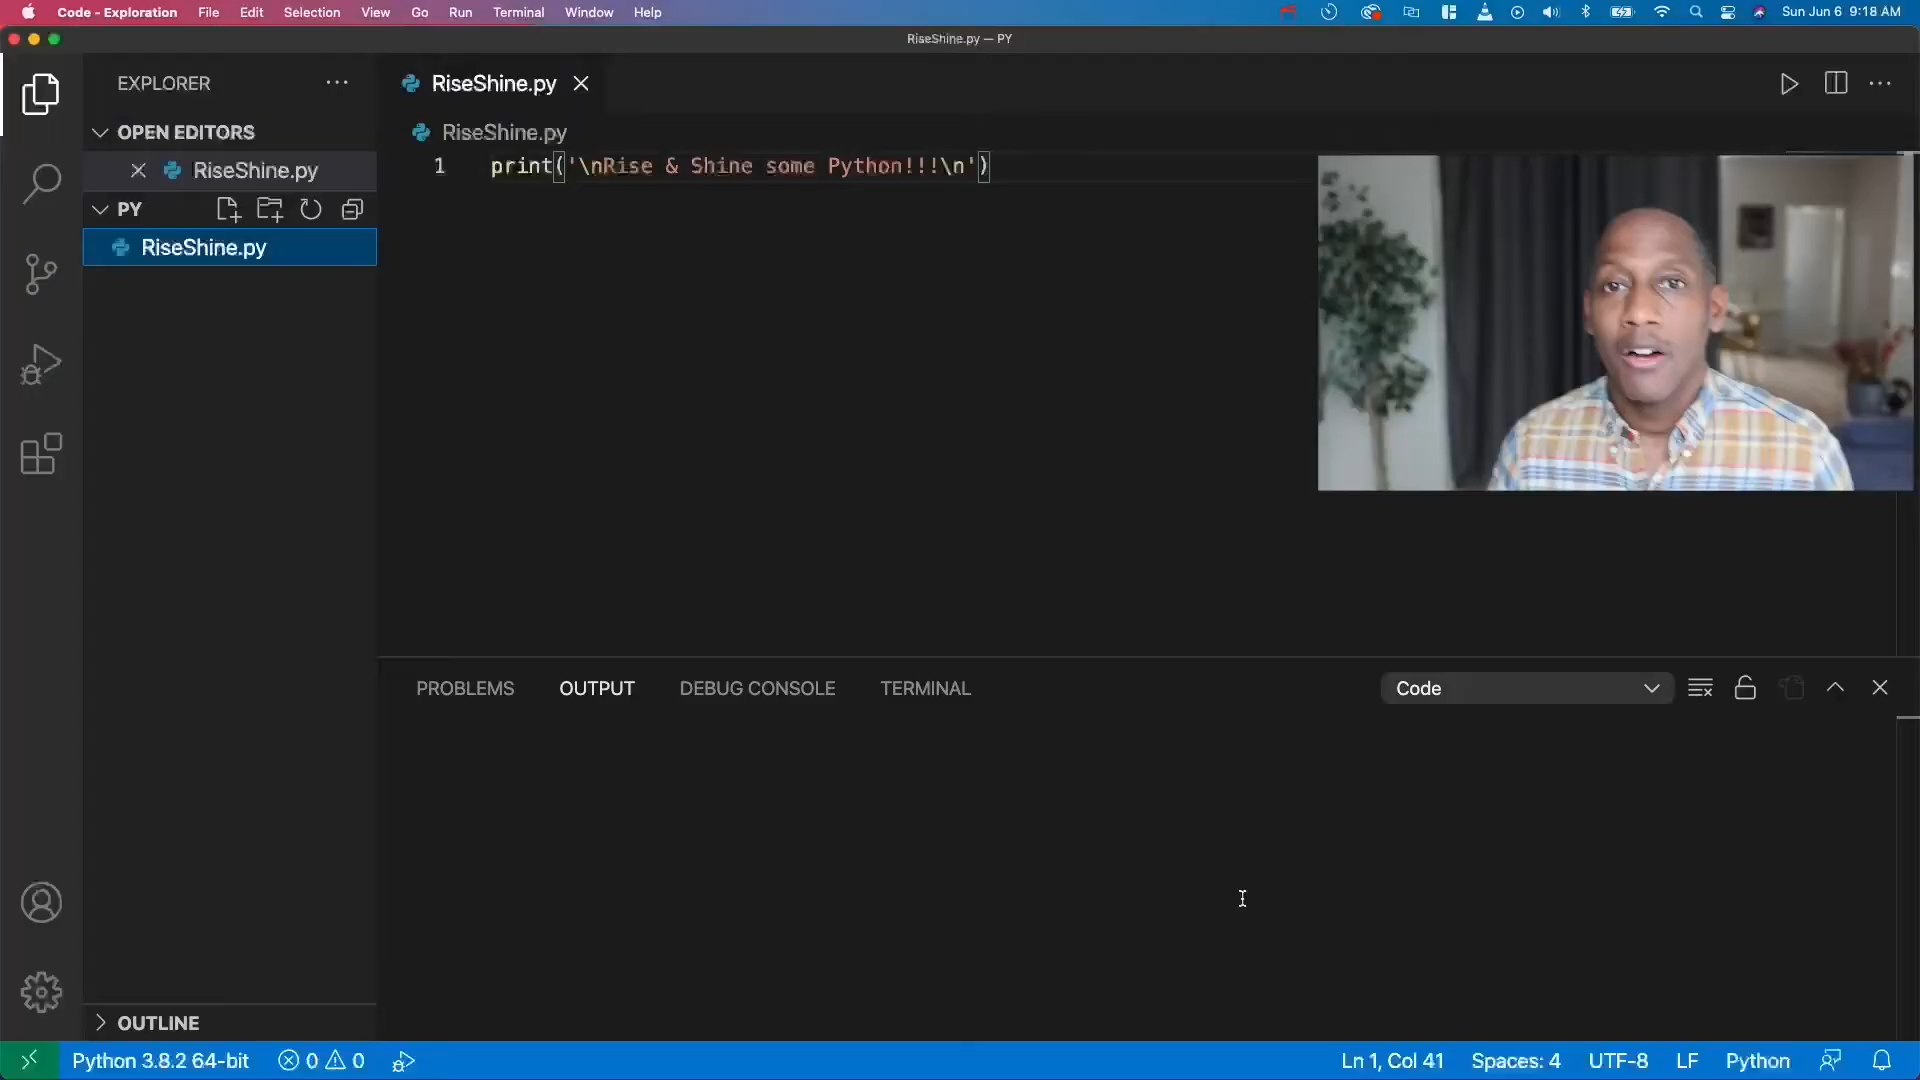 Code - Exploration File Edit Selection View Go Run Terminal Window Help Sun Jun 6 9:18 AM
RiseShine.py — PY
EXPLORER
RiseShine.py
OPEN EDITORS
RiseShine.py
RiseShine.py
1 print('\nRise & Shine some Python!!!\n')
PY
RiseShine.py
PROBLEMS OUTPUT DEBUG CONSOLE TERMINAL Code
OUTLINE
Python 3.8.2 64-bit 0 0 Ln 1, Col 41 Spaces: 4 UTF-8 LF Python